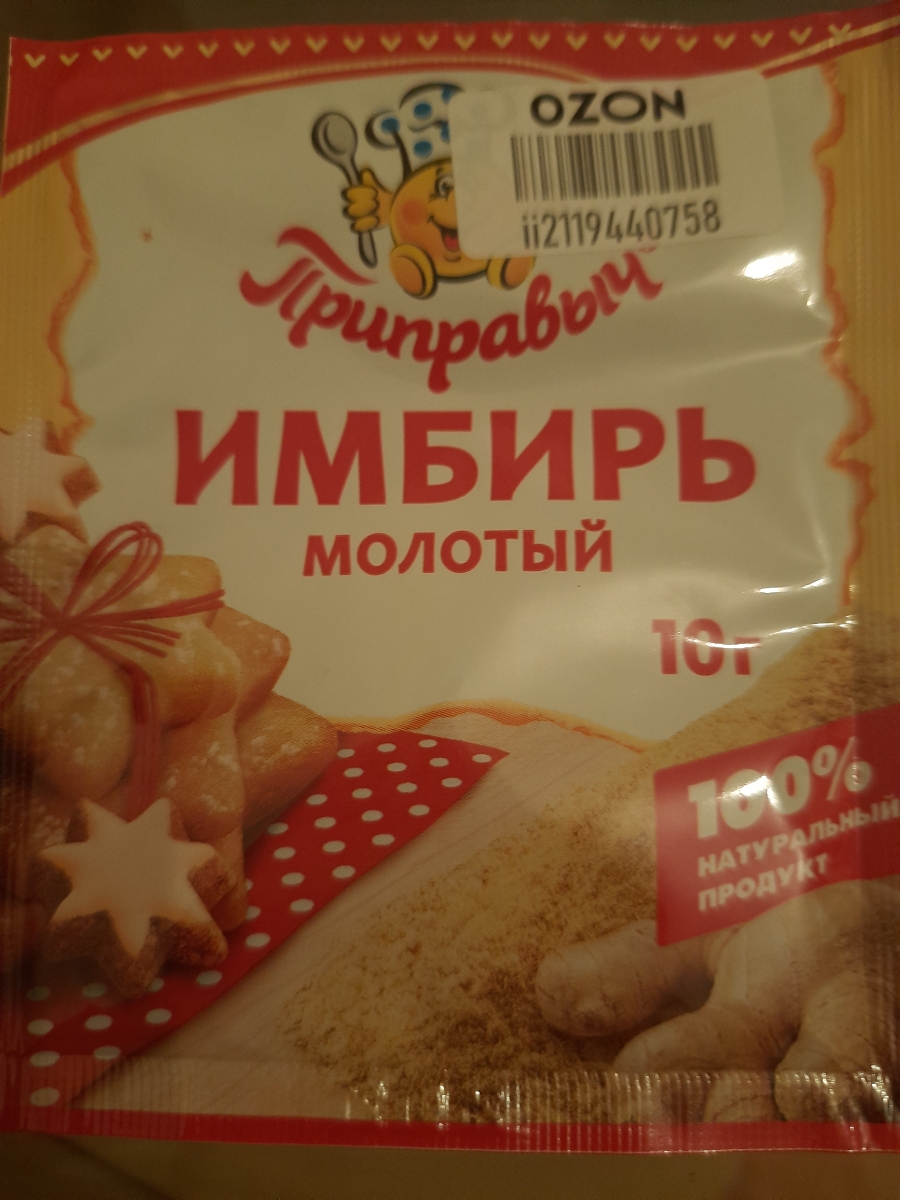 OZON
ii2119440758
Приправыч
ИМБИРЬ
МОЛОТЫЙ
10г
100%
НАТУРАЛЬНЫЙ
ПРОДУКТ